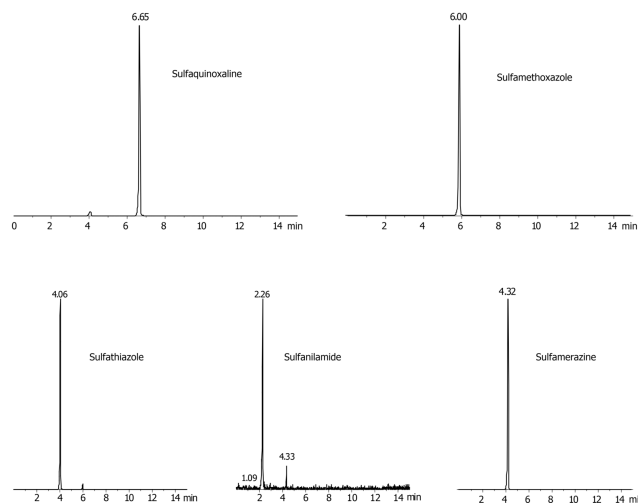 6.65
Sulfaquinoxaline
0 2 4 6 8 10 12 14 min
6.00
Sulfamethoxazole
2 4 6 8 10 12 14 min
4.06
Sulfathiazole
2 4 6 8 10 12 14 min
2.26
Sulfanilamide
1.09
4.33
2 4 6 8 10 12 14 min
4.32
Sulfamerazine
2 4 6 8 10 12 14 m